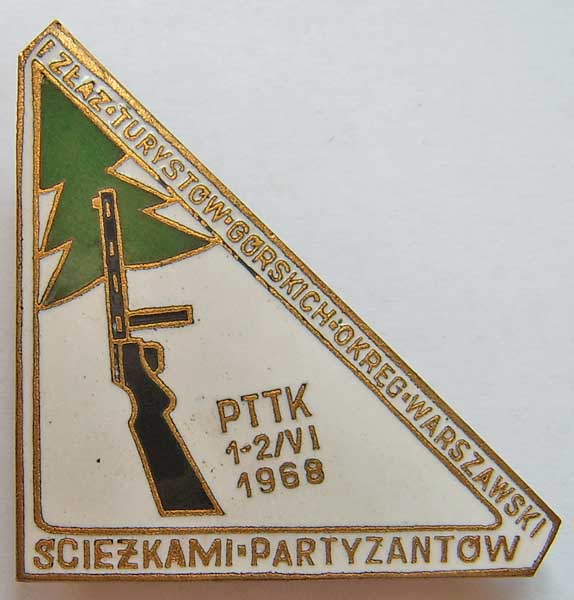 I ZŁAZ·TURYSTÓW·GÓRSKICH·OKRĘG·WARSZAWSKI
PTTK
1-2/VI
1968
ŚCIEŻKAMI·PARTYZANTÓW